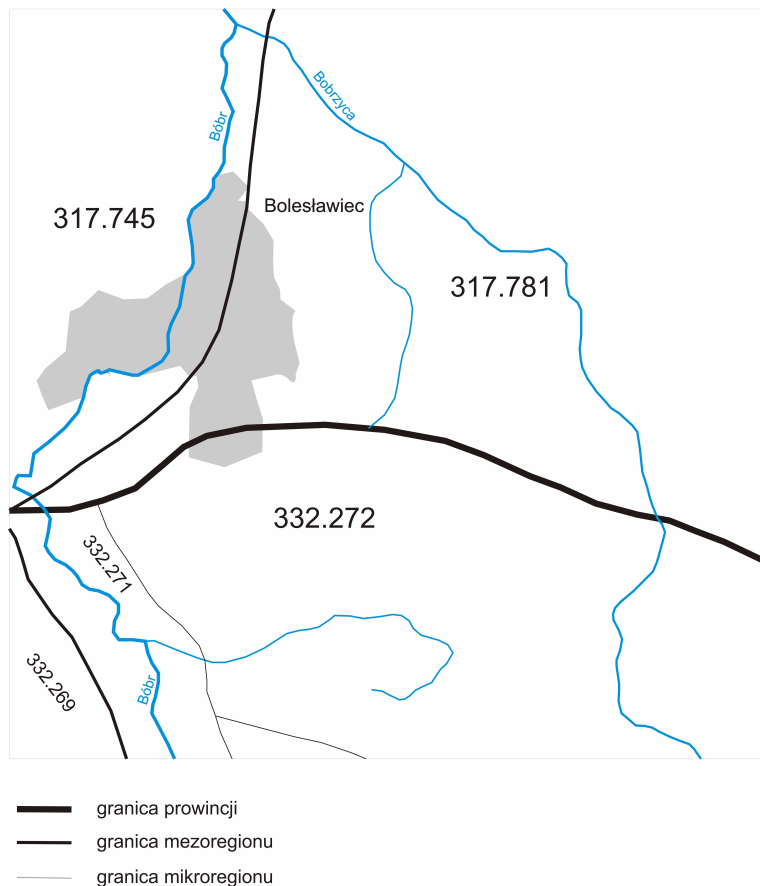 Bóbr
Bobrzyca
317.745
Bolesławiec
317.781
332.272
332.271
332.269
Bóbr
granica prowincji
granica mezoregionu
granica mikroregionu